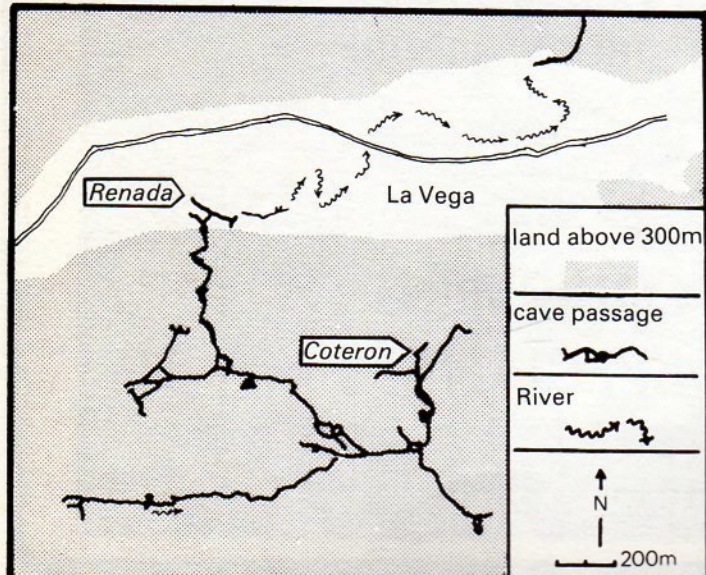 Renada
La Vega
Coteron
land above 300m
cave passage
River
N
200m